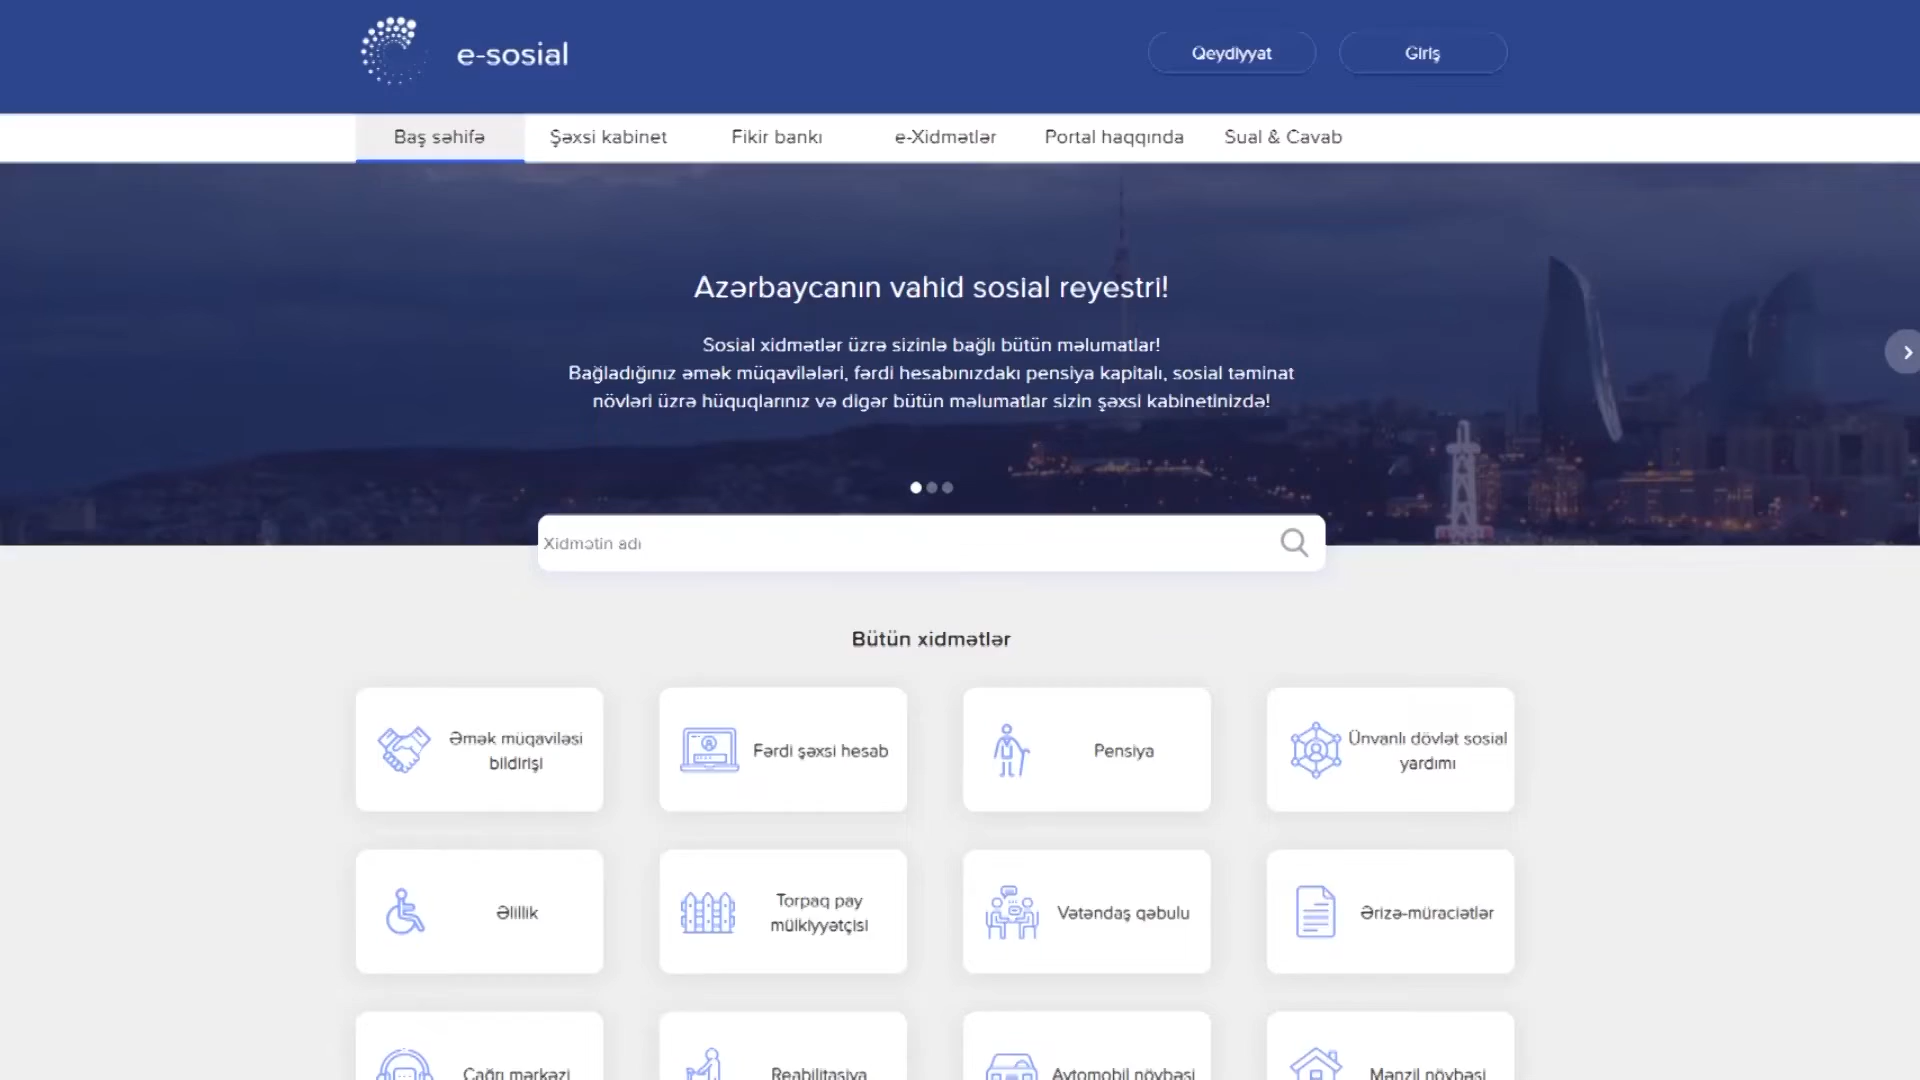 e-sosial
Qeydiyyat
Giriş
Baş səhifə
Şəxsi kabinet
Fikir bankı
e-Xidmətlər
Portal haqqında
Sual & Cavab
Azərbaycanın vahid sosial reyestri!
Sosial xidmətlər üzrə sizinlə bağlı bütün məlumatlar!
Bağladığınız əmək müqavilələri, fərdi hesabınızdakı pensiya kapitalı, sosial təminat
növləri üzrə hüquqlarınız və digər bütün məlumatlar sizin şəxsi kabinetinizdə!
Xidmətin adı
Bütün xidmətlər
Əmək müqaviləsi
bildirişi
Fərdi şəxsi hesab
Pensiya
Ünvanlı dövlət sosial
yardımı
Əlillik
Torpaq pay
mülkiyyətçisi
Vətəndaş qəbulu
Ərizə-müraciətlər
Çağrı mərkəzi
Reabilitasiya
Avtomobil növbəsi
Mənzil növbəsi